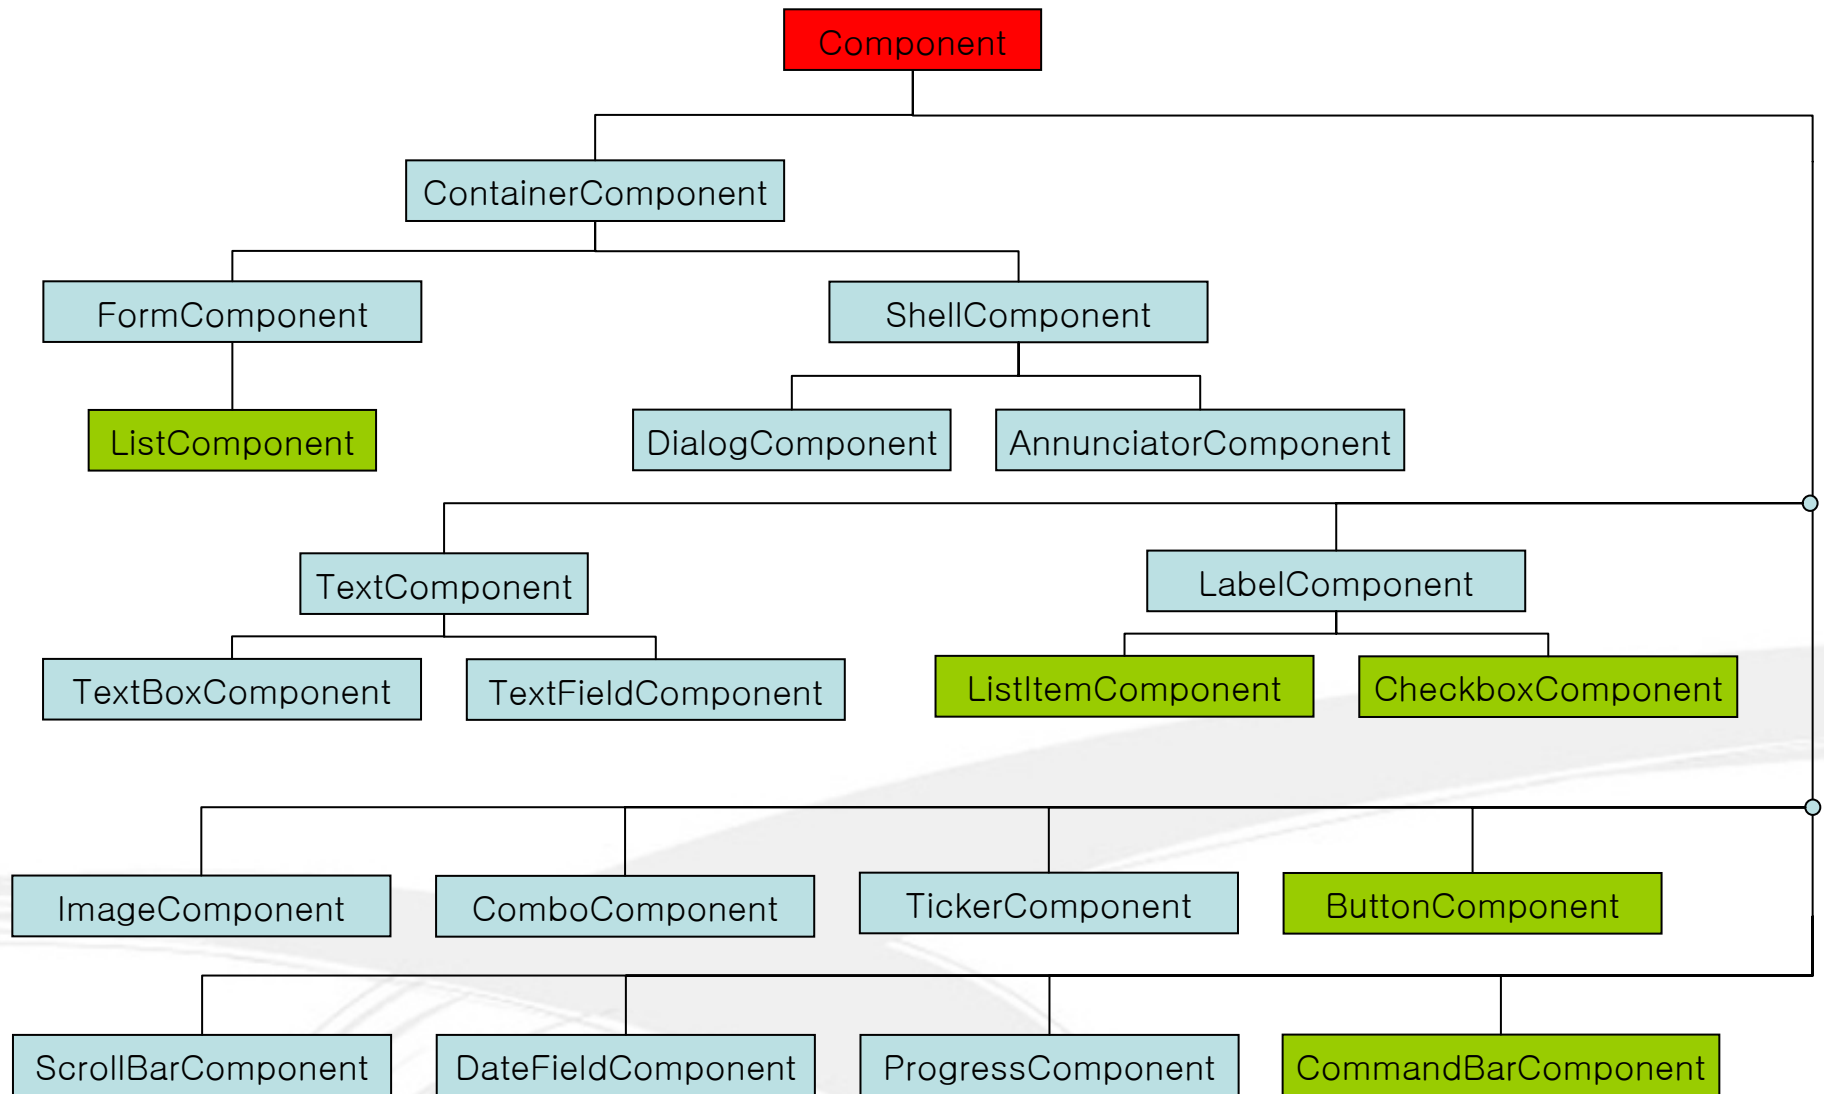 Component
ContainerComponent
FormComponent
ShellComponent
ListComponent
DialogComponent
AnnunciatorComponent
TextComponent
LabelComponent
TextBoxComponent
TextFieldComponent
ListItemComponent
CheckboxComponent
ImageComponent
ComboComponent
TickerComponent
ButtonComponent
ScrollBarComponent
DateFieldComponent
ProgressComponent
CommandBarComponent